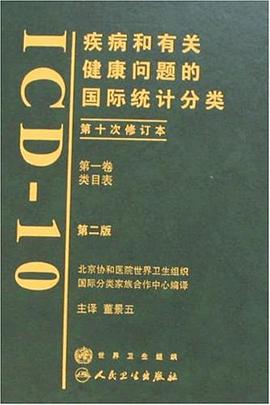 ICD-10
疾病和有关
健康问题的
国际统计分类
第十次修订本
第一卷
类目表
第二版
北京协和医院世界卫生组织
国际分类家族合作中心编译
主译 董景五
世界卫生组织
人民卫生出版社